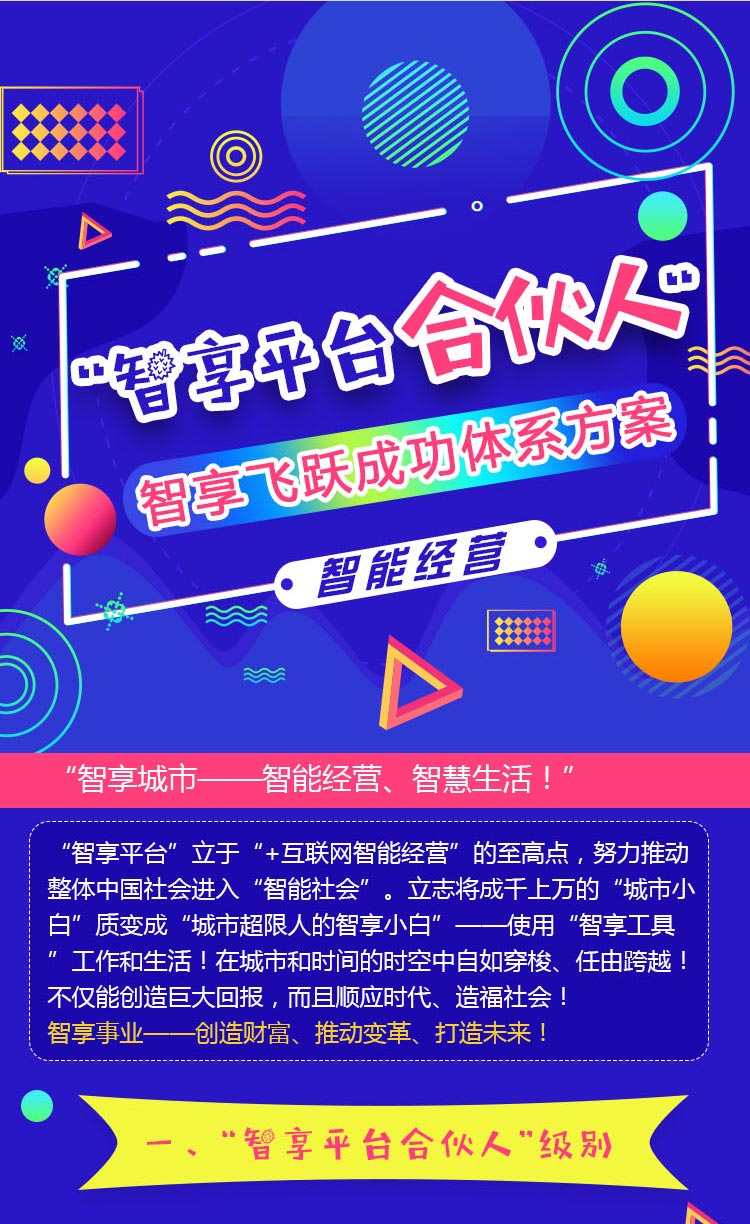 “智享平台合伙人”
智享飞跃成功体系方案
智能经营
“智享城市——智能经营、智慧生活！”
“智享平台”立于“+互联网智能经营”的至高点，努力推动
整体中国社会进入“智能社会”。立志将成千上万的“城市小
白”质变成“城市超限人的智享小白”——使用“智享工具
”工作和生活！在城市和时间的时空中自如穿梭、任由跨越！
不仅能创造巨大回报，而且顺应时代、造福社会！
智享事业——创造财富、推动变革、打造未来！
一、“智享平台合伙人”级别